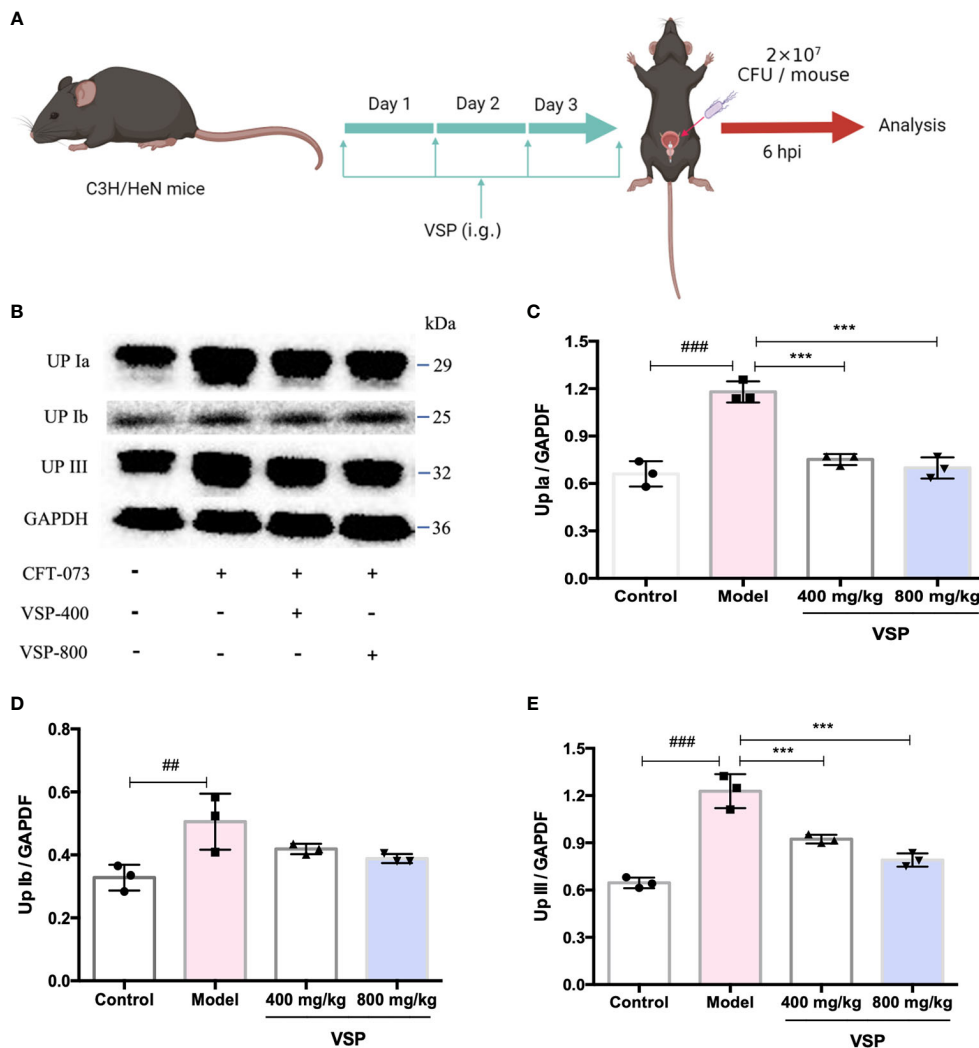 A
C3H/HeN mice
Day 1
Day 2
Day 3
VSP (i.g.)
2×10⁷
CFU / mouse
6 hpi
Analysis
B
kDa
UP Ia
29
UP Ib
25
UP III
32
GAPDH
36
CFT-073 - + + +
VSP-400 - - + -
VSP-800 - - - +
C
Up Ia / GAPDF
1.5
1.2
0.9
0.6
0.3
0.0
###
***
***
Control Model 400 mg/kg 800 mg/kg
VSP
D
Up Ib / GAPDF
0.8
0.6
0.4
0.2
0.0
##
Control Model 400 mg/kg 800 mg/kg
VSP
E
Up III / GAPDF
1.5
1.2
0.9
0.6
0.3
0.0
###
***
***
Control Model 400 mg/kg 800 mg/kg
VSP